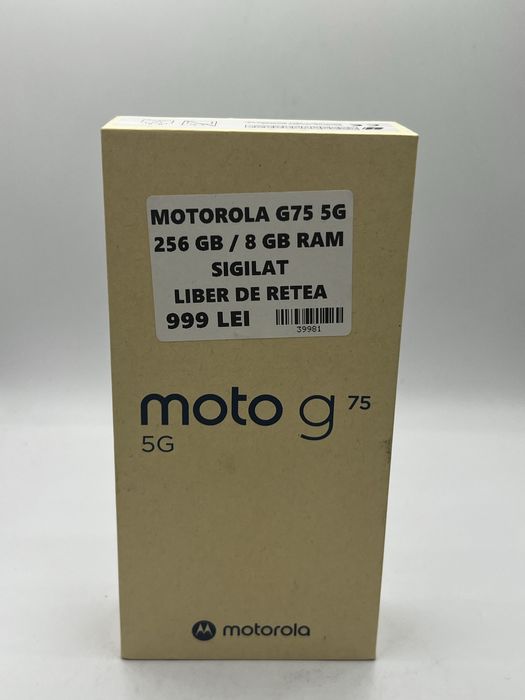 MOTOROLA G75 5G
256 GB / 8 GB RAM
SIGILAT
LIBER DE RETEA
999 LEI
39981
moto g 75
5G
motorola